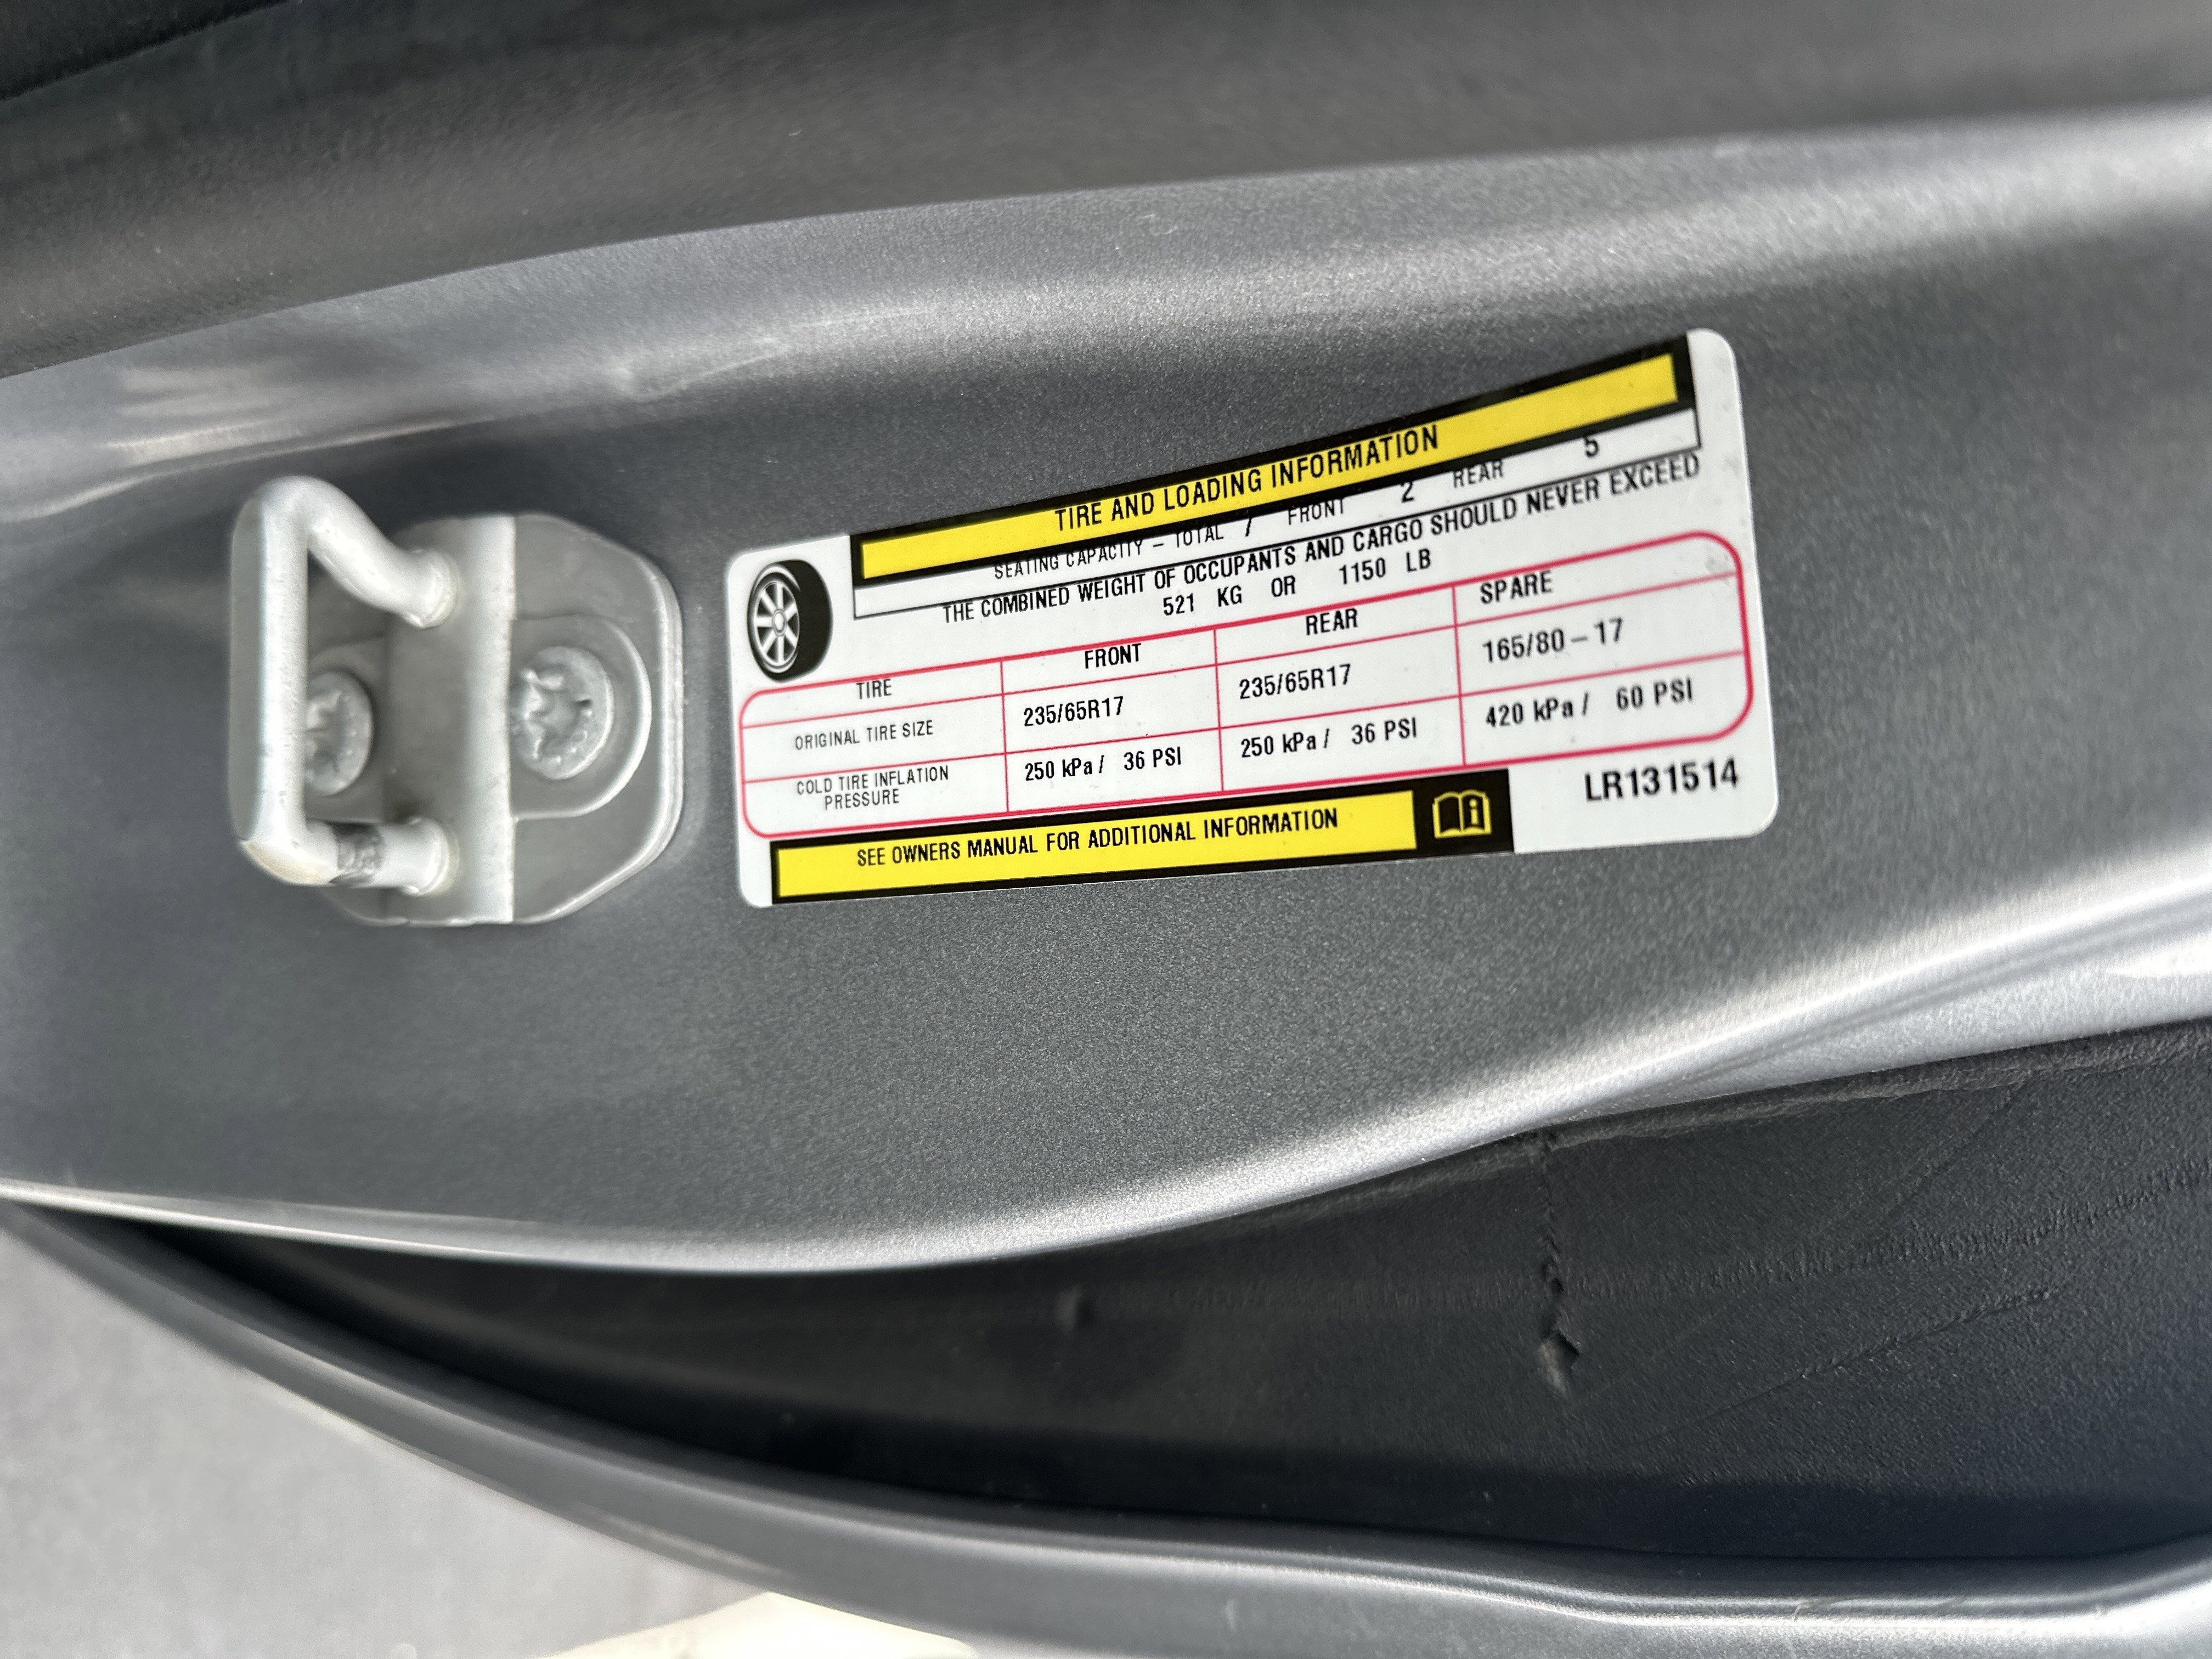 TIRE AND LOADING INFORMATION
SEATING CAPACITY – TOTAL 7 FRONT 2 REAR 5
THE COMBINED WEIGHT OF OCCUPANTS AND CARGO SHOULD NEVER EXCEED
521 KG OR 1150 LB
TIRE FRONT REAR SPARE
ORIGINAL TIRE SIZE 235/65R17 235/65R17 165/80–17
COLD TIRE INFLATION
PRESSURE 250 kPa / 36 PSI 250 kPa / 36 PSI 420 kPa / 60 PSI
SEE OWNERS MANUAL FOR ADDITIONAL INFORMATION
LR131514